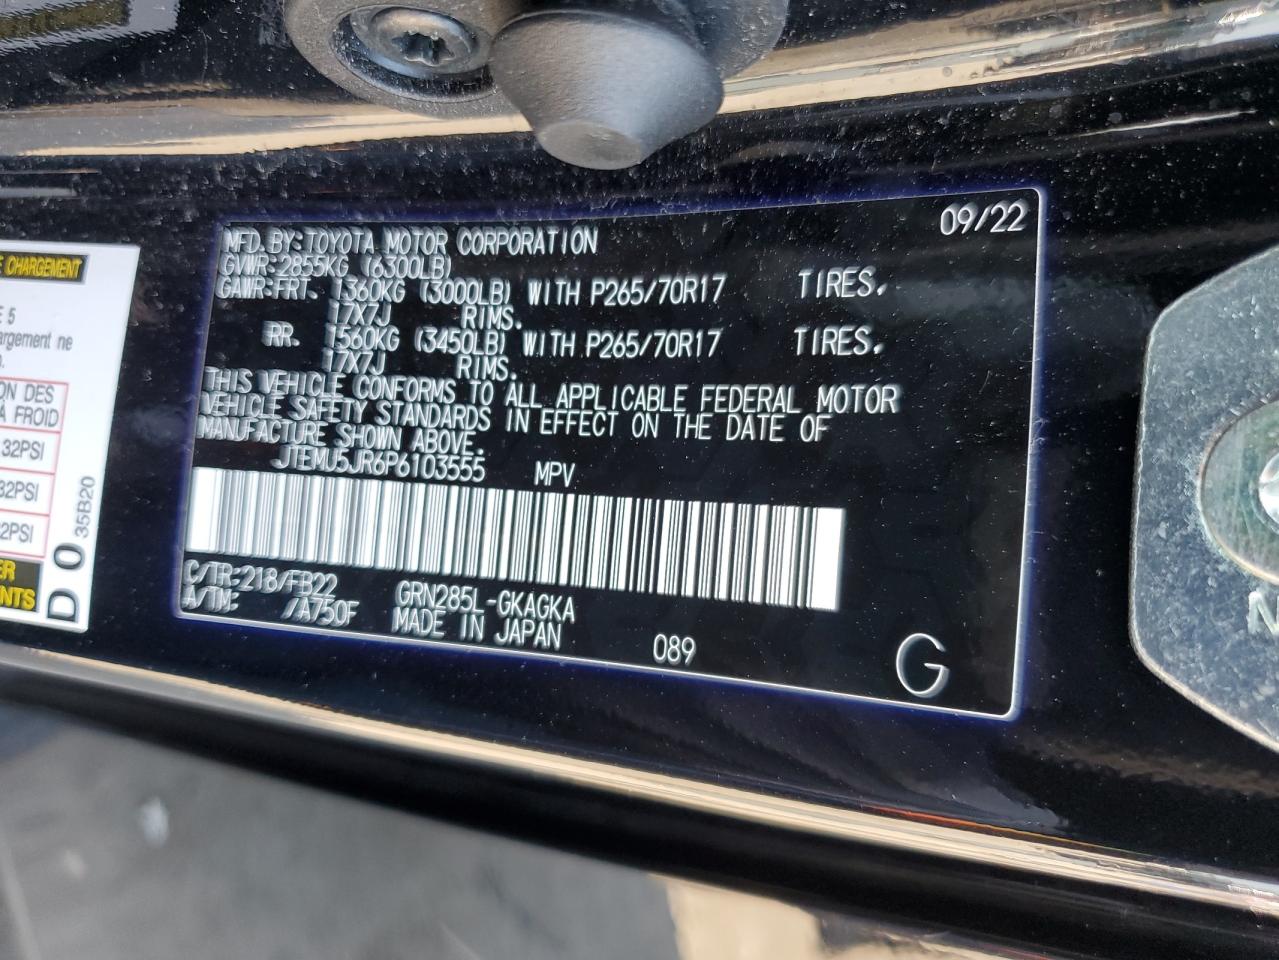 09/22
MFD. BY: TOYOTA MOTOR CORPORATION
GVWR: 2855KG (6300LB)
GAWR: FRT. 1360KG (3000LB) WITH P265/70R17 TIRES,
17X7J RIMS.
RR. 1560KG (3450LB) WITH P265/70R17 TIRES,
17X7J RIMS.
THIS VEHICLE CONFORMS TO ALL APPLICABLE FEDERAL MOTOR
VEHICLE SAFETY STANDARDS IN EFFECT ON THE DATE OF
MANUFACTURE SHOWN ABOVE.
JTEMU5JR6P6103555 MPV
C/TR: 218/FB22 GRN285L-GKAGKA
A/TM: /A750F MADE IN JAPAN 089
G
CHARGEMENT
E 5
argement ne
ON DES
A FROID
32PSI
32PSI
2PSI
ER
NTS
D0 35B20